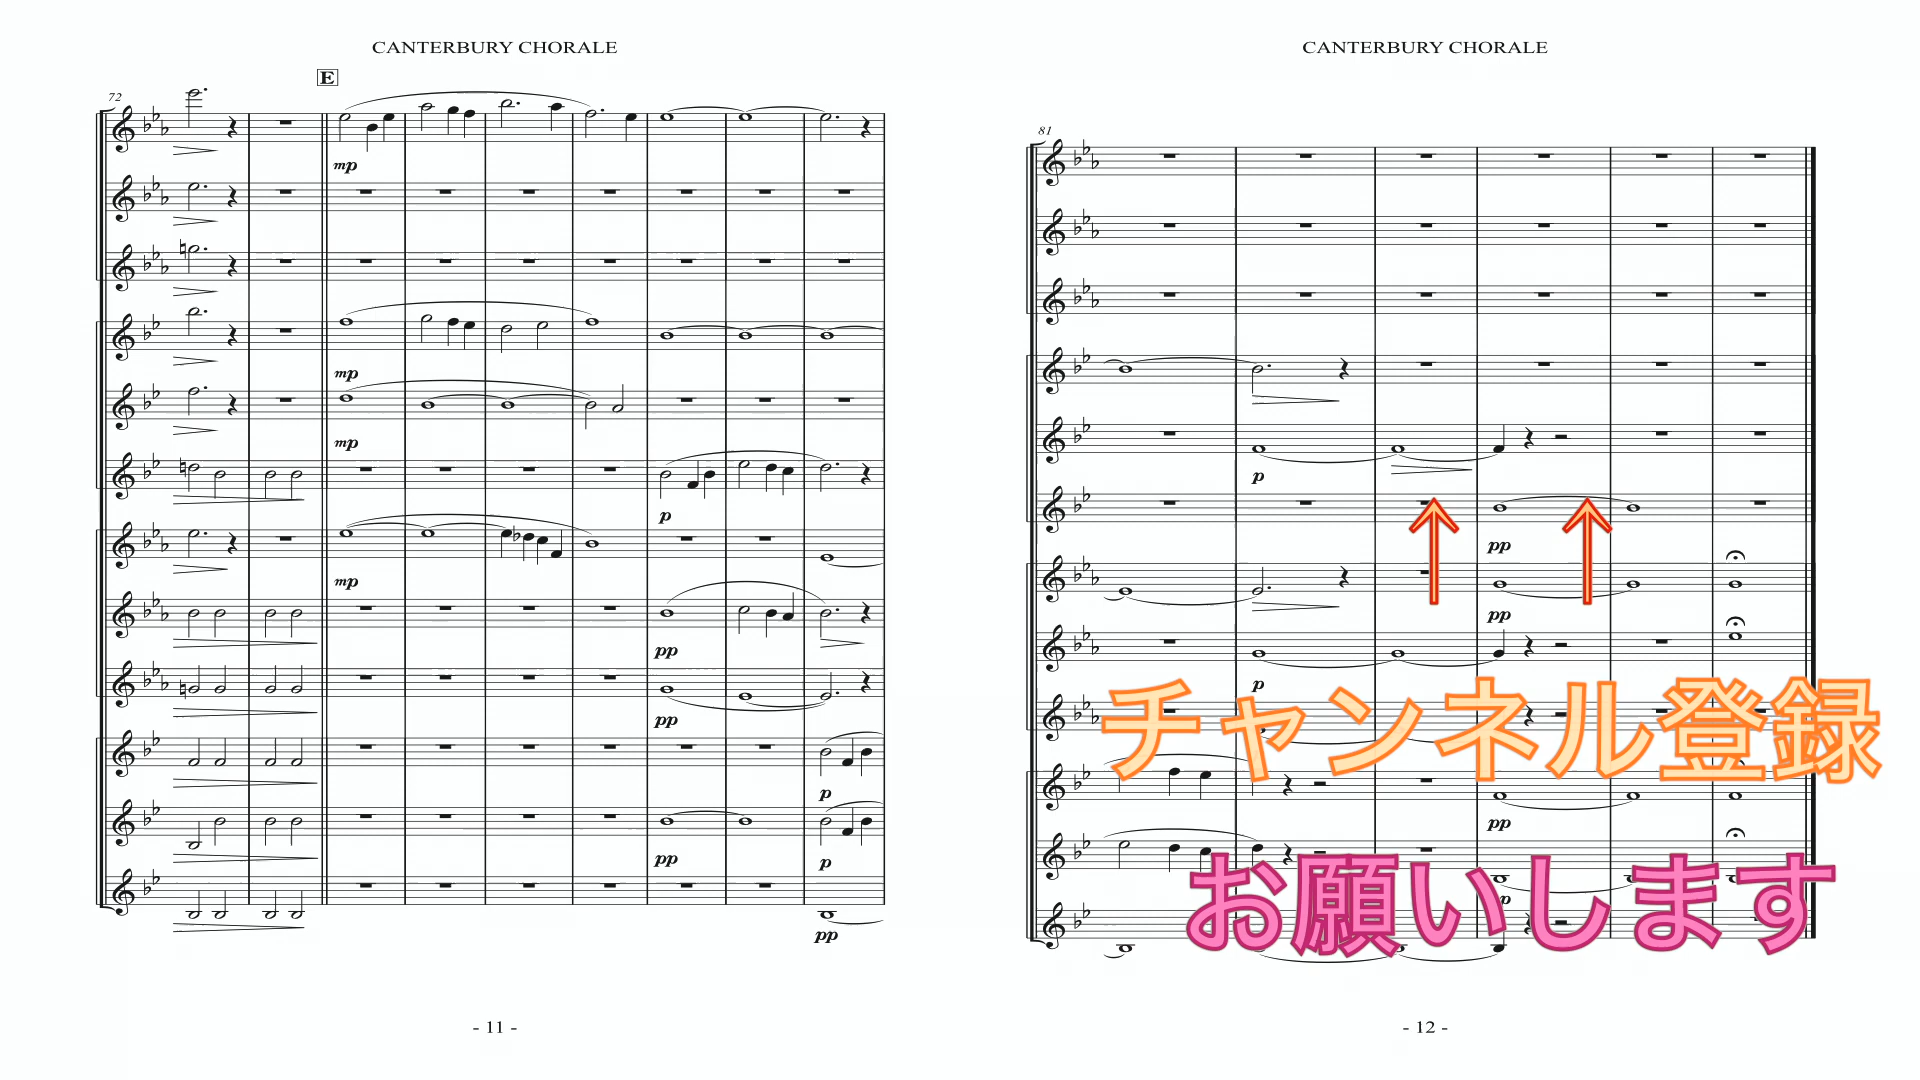 CANTERBURY CHORALE
E
72
mp
mp
mp
p
mp
pp
pp
p
pp
p
pp
- 11 -
CANTERBURY CHORALE
81
p
pp
pp
p
チャンネル登録
pp
お願いします
p
- 12 -